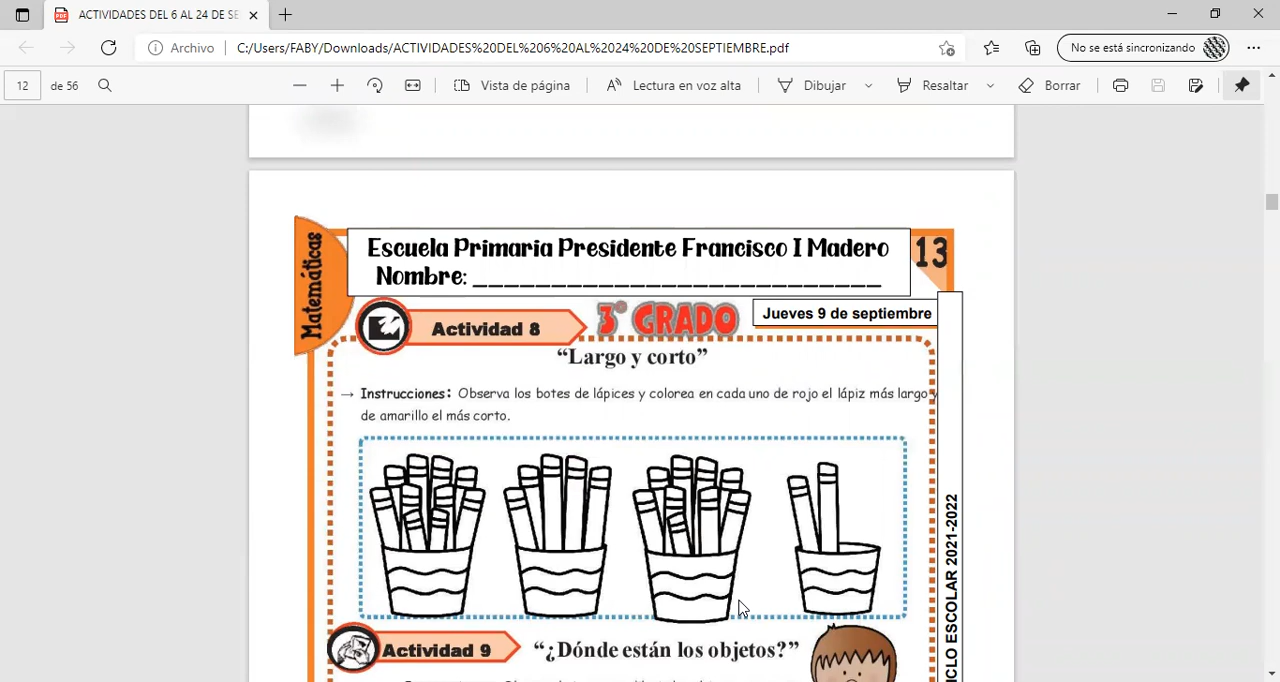 ACTIVIDADES DEL 6 AL 24 DE SE
Archivo
C:/Users/FABY/Downloads/ACTIVIDADES%20DEL%206%20AL%2024%20DE%20SEPTIEMBRE.pdf
No se está sincronizando
12 de 56
Vista de página
Lectura en voz alta
Dibujar
Resaltar
Borrar
Matemáticas
Escuela Primaria Presidente Francisco I Madero
13
Nombre: __________________________
Actividad 8
3° GRADO
Jueves 9 de septiembre
“Largo y corto”
→ Instrucciones: Observa los botes de lápices y colorea en cada uno de rojo el lápiz más largo y
de amarillo el más corto.
ICLO ESCOLAR 2021-2022
Actividad 9
“¿Dónde están los objetos?”